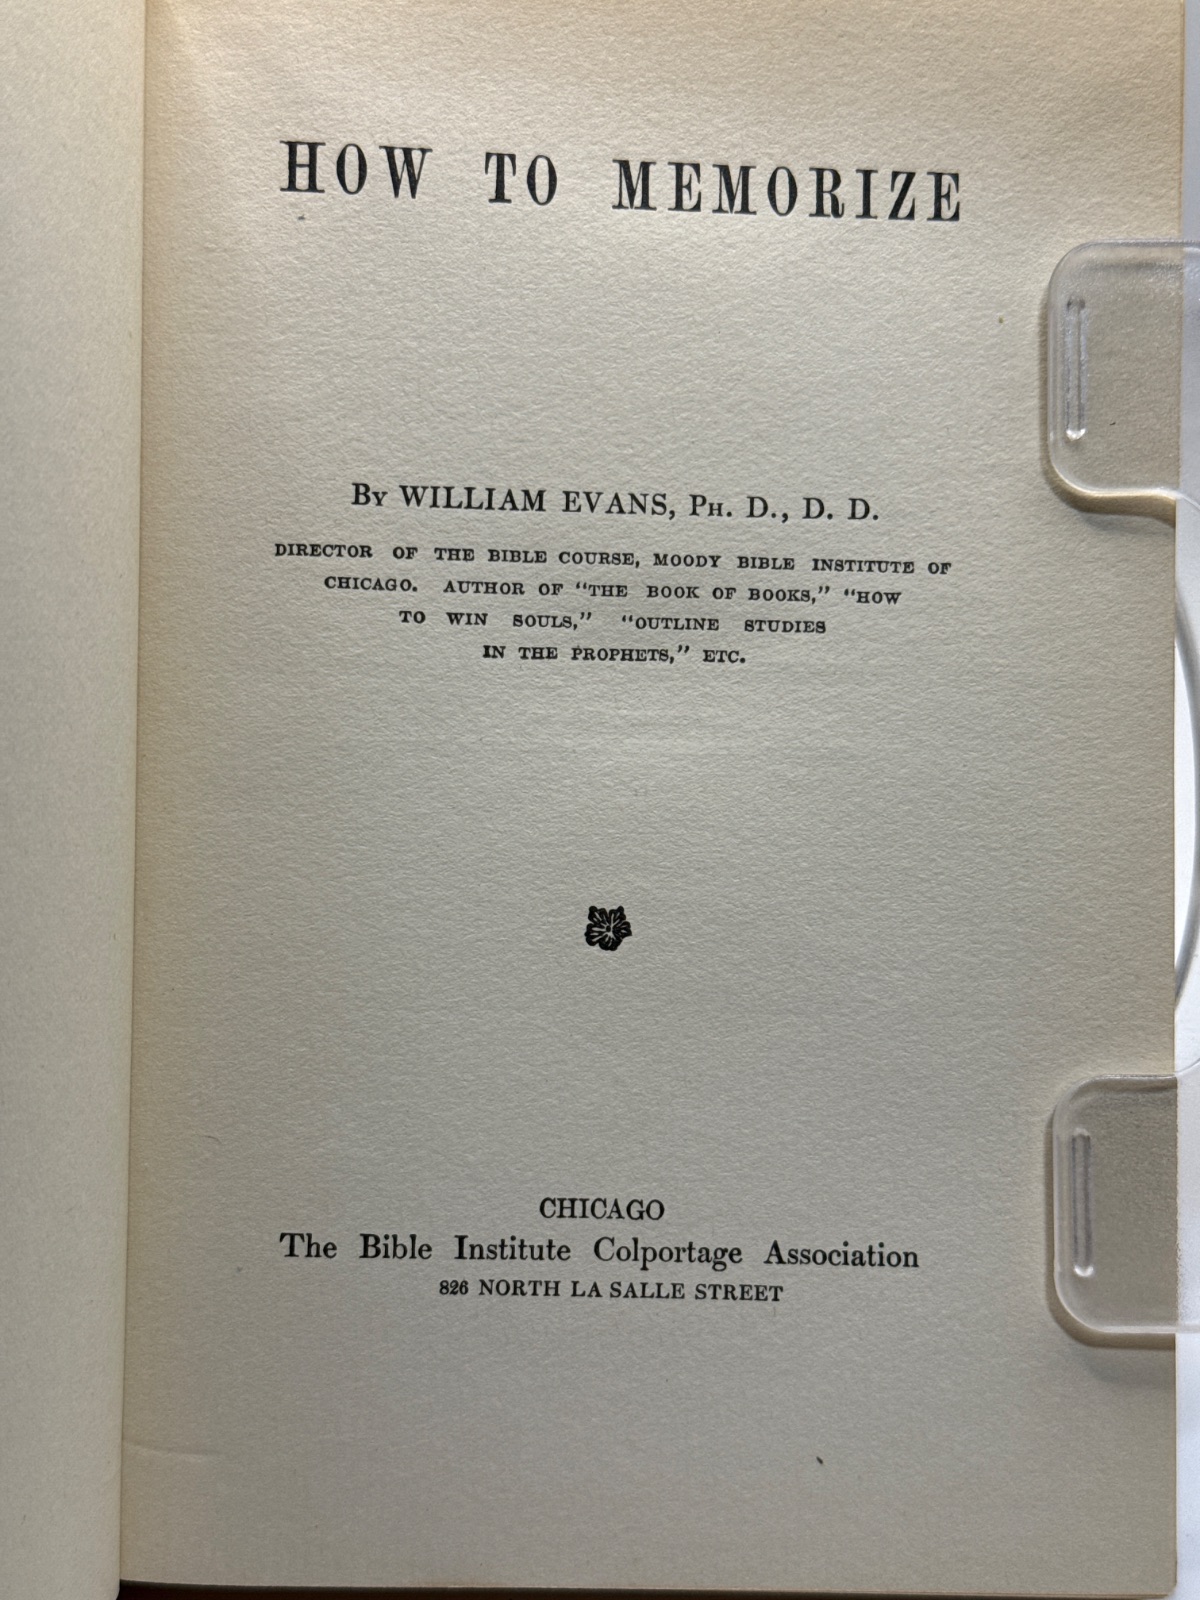 HOW TO MEMORIZE
By WILLIAM EVANS, Ph. D., D. D.
DIRECTOR OF THE BIBLE COURSE, MOODY BIBLE INSTITUTE OF
CHICAGO. AUTHOR OF “THE BOOK OF BOOKS,” “HOW
TO WIN SOULS,” “OUTLINE STUDIES
IN THE PROPHETS,” ETC.
CHICAGO
The Bible Institute Colportage Association
826 NORTH LA SALLE STREET